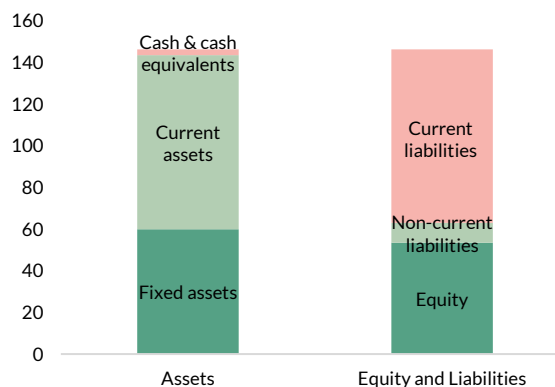 160
140
120
100
80
60
40
20
0
Cash & cash
equivalents
Current
assets
Fixed assets
Current
liabilities
Non-current
liabilities
Equity
Assets
Equity and Liabilities